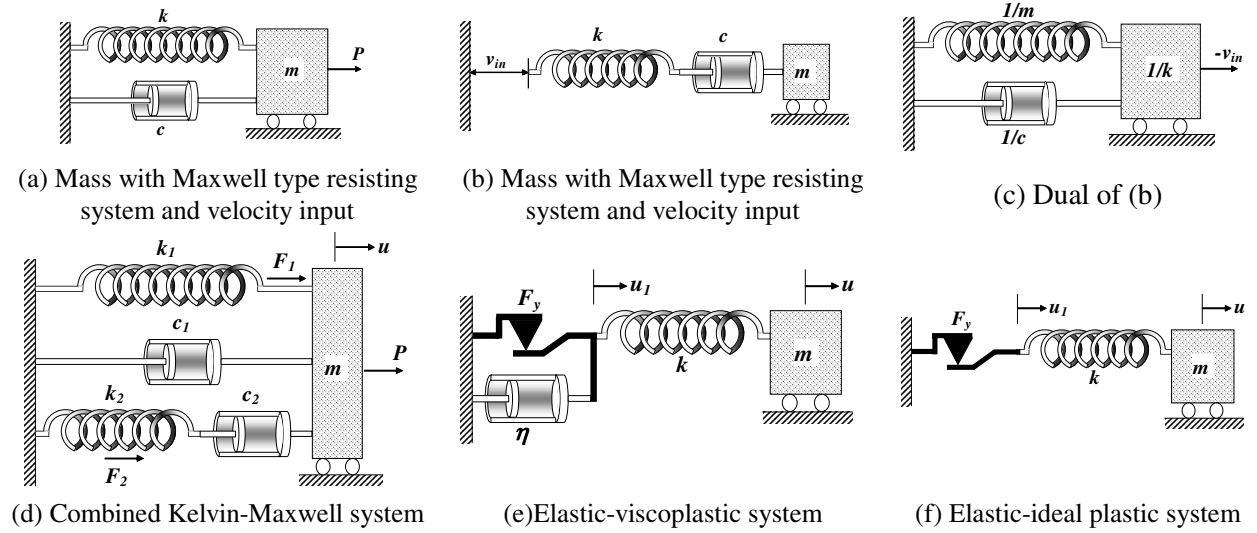 k
m
P
c
(a) Mass with Maxwell type resisting
system and velocity input
v_in
k
c
m
(b) Mass with Maxwell type resisting
system and velocity input
1/m
1/k
-v_in
1/c
(c) Dual of (b)
k_1
F_1
u
c_1
m
P
k_2
c_2
F_2
(d) Combined Kelvin-Maxwell system
F_y
u_1
u
k
m
η
(e)Elastic-viscoplastic system
F_y
u_1
u
k
m
(f) Elastic-ideal plastic system